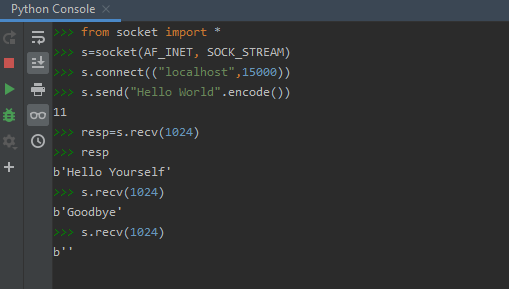 Python Console
>>> from socket import *
>>> s=socket(AF_INET, SOCK_STREAM)
>>> s.connect(("localhost",15000))
>>> s.send("Hello World".encode())
11
>>> resp=s.recv(1024)
>>> resp
b'Hello Yourself'
>>> s.recv(1024)
b'Goodbye'
>>> s.recv(1024)
b''